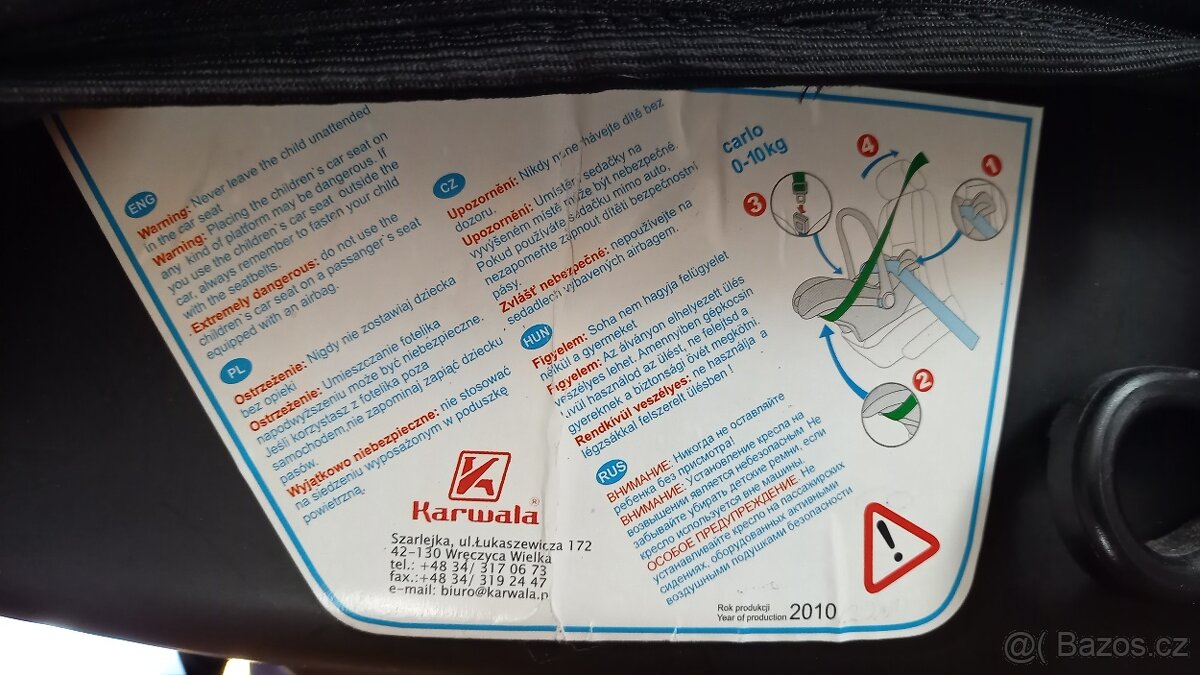 ENG
Warning: Never leave the child unattended
in the car seat
Warning: Placing the children's car seat on
any kind of platform may be dangerous. If
you use the children's car seat outside the
car, always remember to fasten your child
with the seatbelts.
Extremely dangerous: do not use the
children's car seat on a passanger's seat
equipped with an airbag.
PL
Ostrzeżenie: Nigdy nie zostawiaj dziecka
bez opieki
Ostrzeżenie: Umieszczanie fotelika
na podwyższeniu może być niebezpieczne.
Jeśli korzystasz z fotelika poza
samochodem,nie zapominaj zapiąć dziecku
pasów.
Wyjątkowo niebezpieczne: nie stosować
na siedzeniu wyposażonym w poduszkę
powietrzną,
CZ
Upozornění: Nikdy dítě bez
dozoru.
Upozornění: Umístění sedačky na
vyvýšeném místě může být nebezpečné.
Pokud používáte sedačku mimo auto,
nezapomeňte zapnout dítěti bezpečnostní
pásy.
Zvlášť nebezpečné: nepoužívejte na
sedadlech vybavených airbagem.
HUN
Figyelem: Soha nem hagyja felügyelet
nélkül a gyermeket
Figyelem: Az álványon elhelyezett ülés
veszélyes lehet. Amennyben gépkocsin
kívül használod az ülést, ne felejtsd a
gyereknek a biztonsági övét megkötni.
Rendkívül veszélyes: ne használja a
légzsákkal felszerelt ülésben !
RUS
ВНИМАНИЕ: Никогда не оставляйте
ребенка без присмотра!
ВНИМАНИЕ: Установление кресла на
возвышении является небезопасным Не
забывайте убирать детские ремни, если
кресло используется вне машины.
ОСОБОЕ ПРЕДУПРЕЖДЕНИЕ. Не
устанавливайте кресло на пассажирских
сидениях, оборудованных активными
воздушными подушками безопасности
carlo
0-10kg
4
1
3
2
!
Karwala®
Szarlejka, ul.Łukaszewicza 172
42-130 Wręczyca Wielka
tel.: +48 34/ 317 06 73
fax.:+48 34/ 319 24 47
e-mail: biuro@karwala.p
Rok produkcji
Year of production 2010
@( Bazos.cz